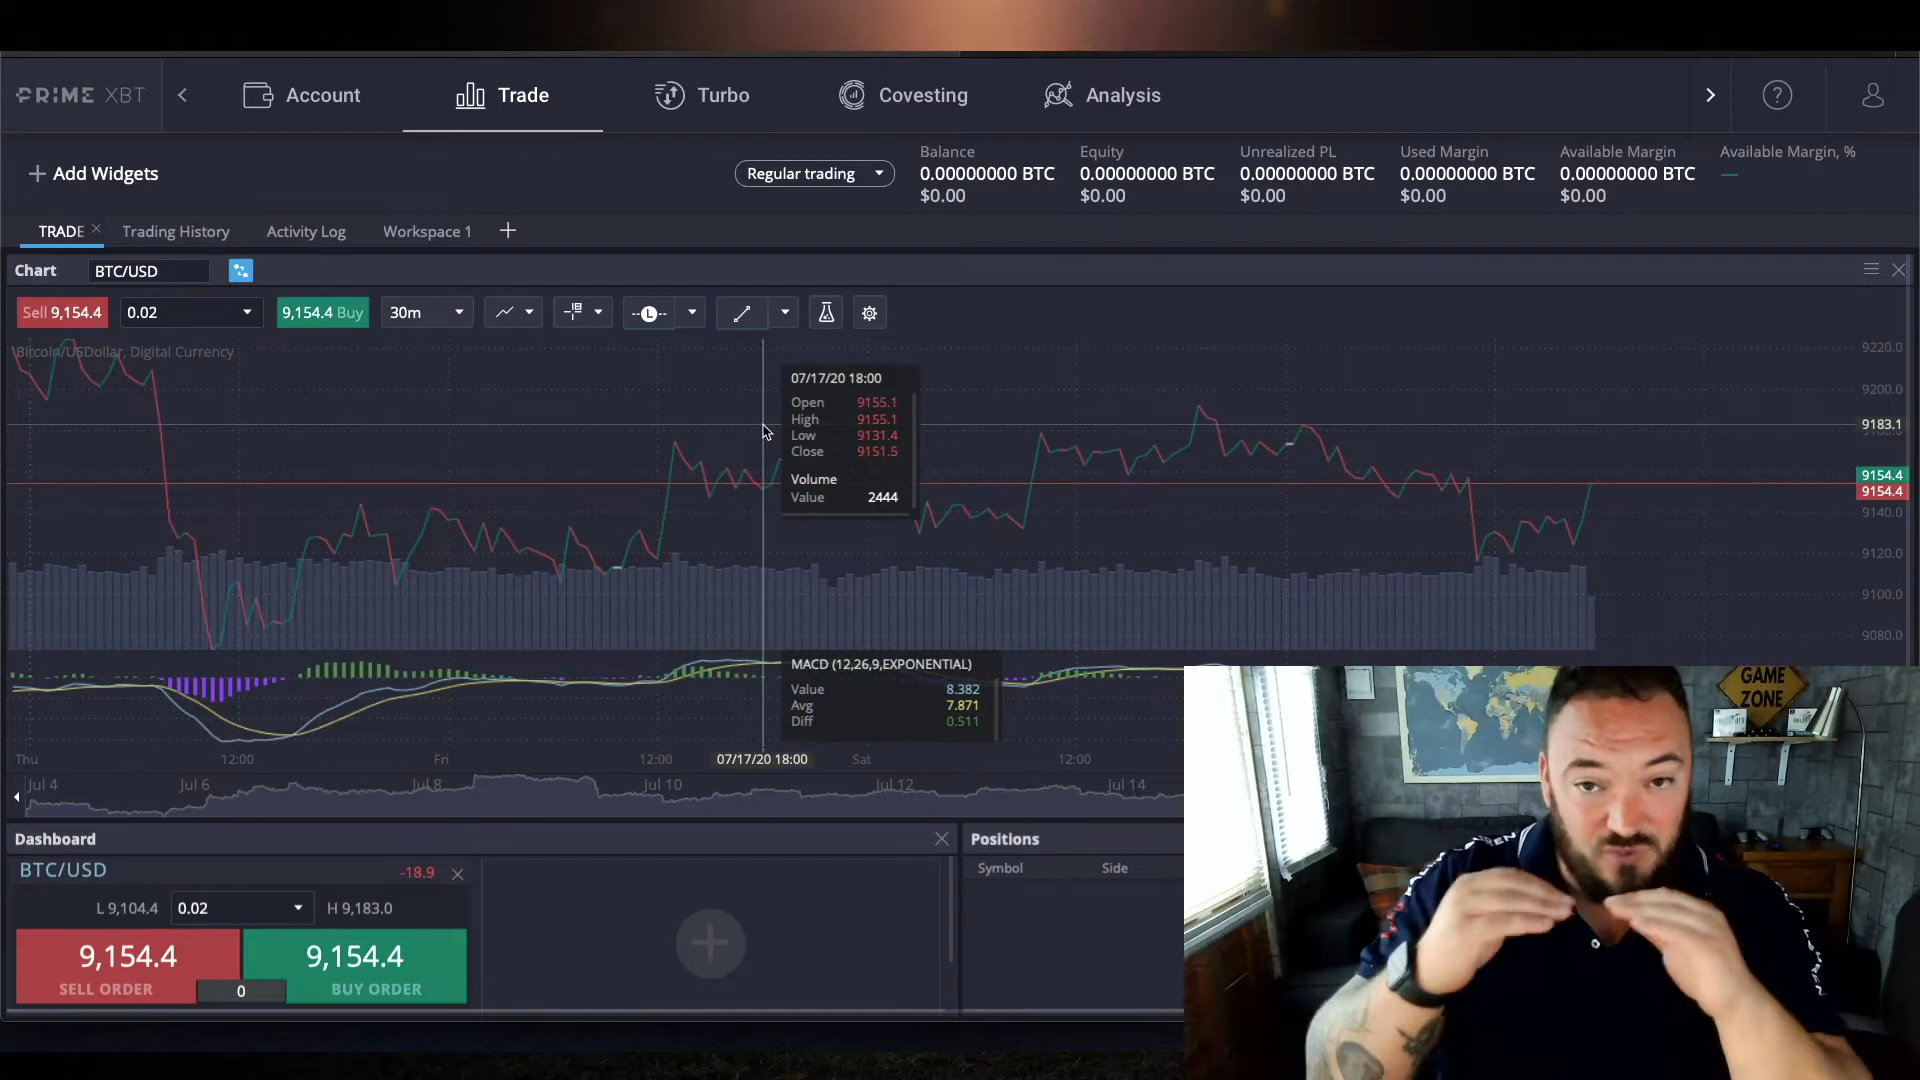 PRIME XBT
Account
Trade
Turbo
Covesting
Analysis
?
+ Add Widgets
Regular trading
Balance
0.00000000 BTC
$0.00
Equity
0.00000000 BTC
$0.00
Unrealized PL
0.00000000 BTC
$0.00
Used Margin
0.00000000 BTC
$0.00
Available Margin
0.00000000 BTC
$0.00
Available Margin, %
—
TRADE
Trading History
Activity Log
Workspace 1
+
Chart
BTC/USD
Sell 9,154.4
0.02
9,154.4 Buy
30m
L
Bitcoin/USDollar, Digital Currency
07/17/20 18:00
Open 9155.1
High 9155.1
Low 9131.4
Close 9151.5
Volume
Value 2444
9220.0
9200.0
9183.1
9154.4
9154.4
9140.0
9120.0
9100.0
9080.0
MACD (12,26,9,EXPONENTIAL)
Value 8.382
Avg 7.871
Diff 0.511
Thu
12:00
Fri
12:00
07/17/20 18:00
Sat
12:00
Jul 4
Jul 6
Jul 8
Jul 10
Jul 12
Jul 14
Dashboard
BTC/USD
-18.9
L 9,104.4
0.02
H 9,183.0
9,154.4
SELL ORDER
0
9,154.4
BUY ORDER
Positions
Symbol
Side
GAME
ZONE